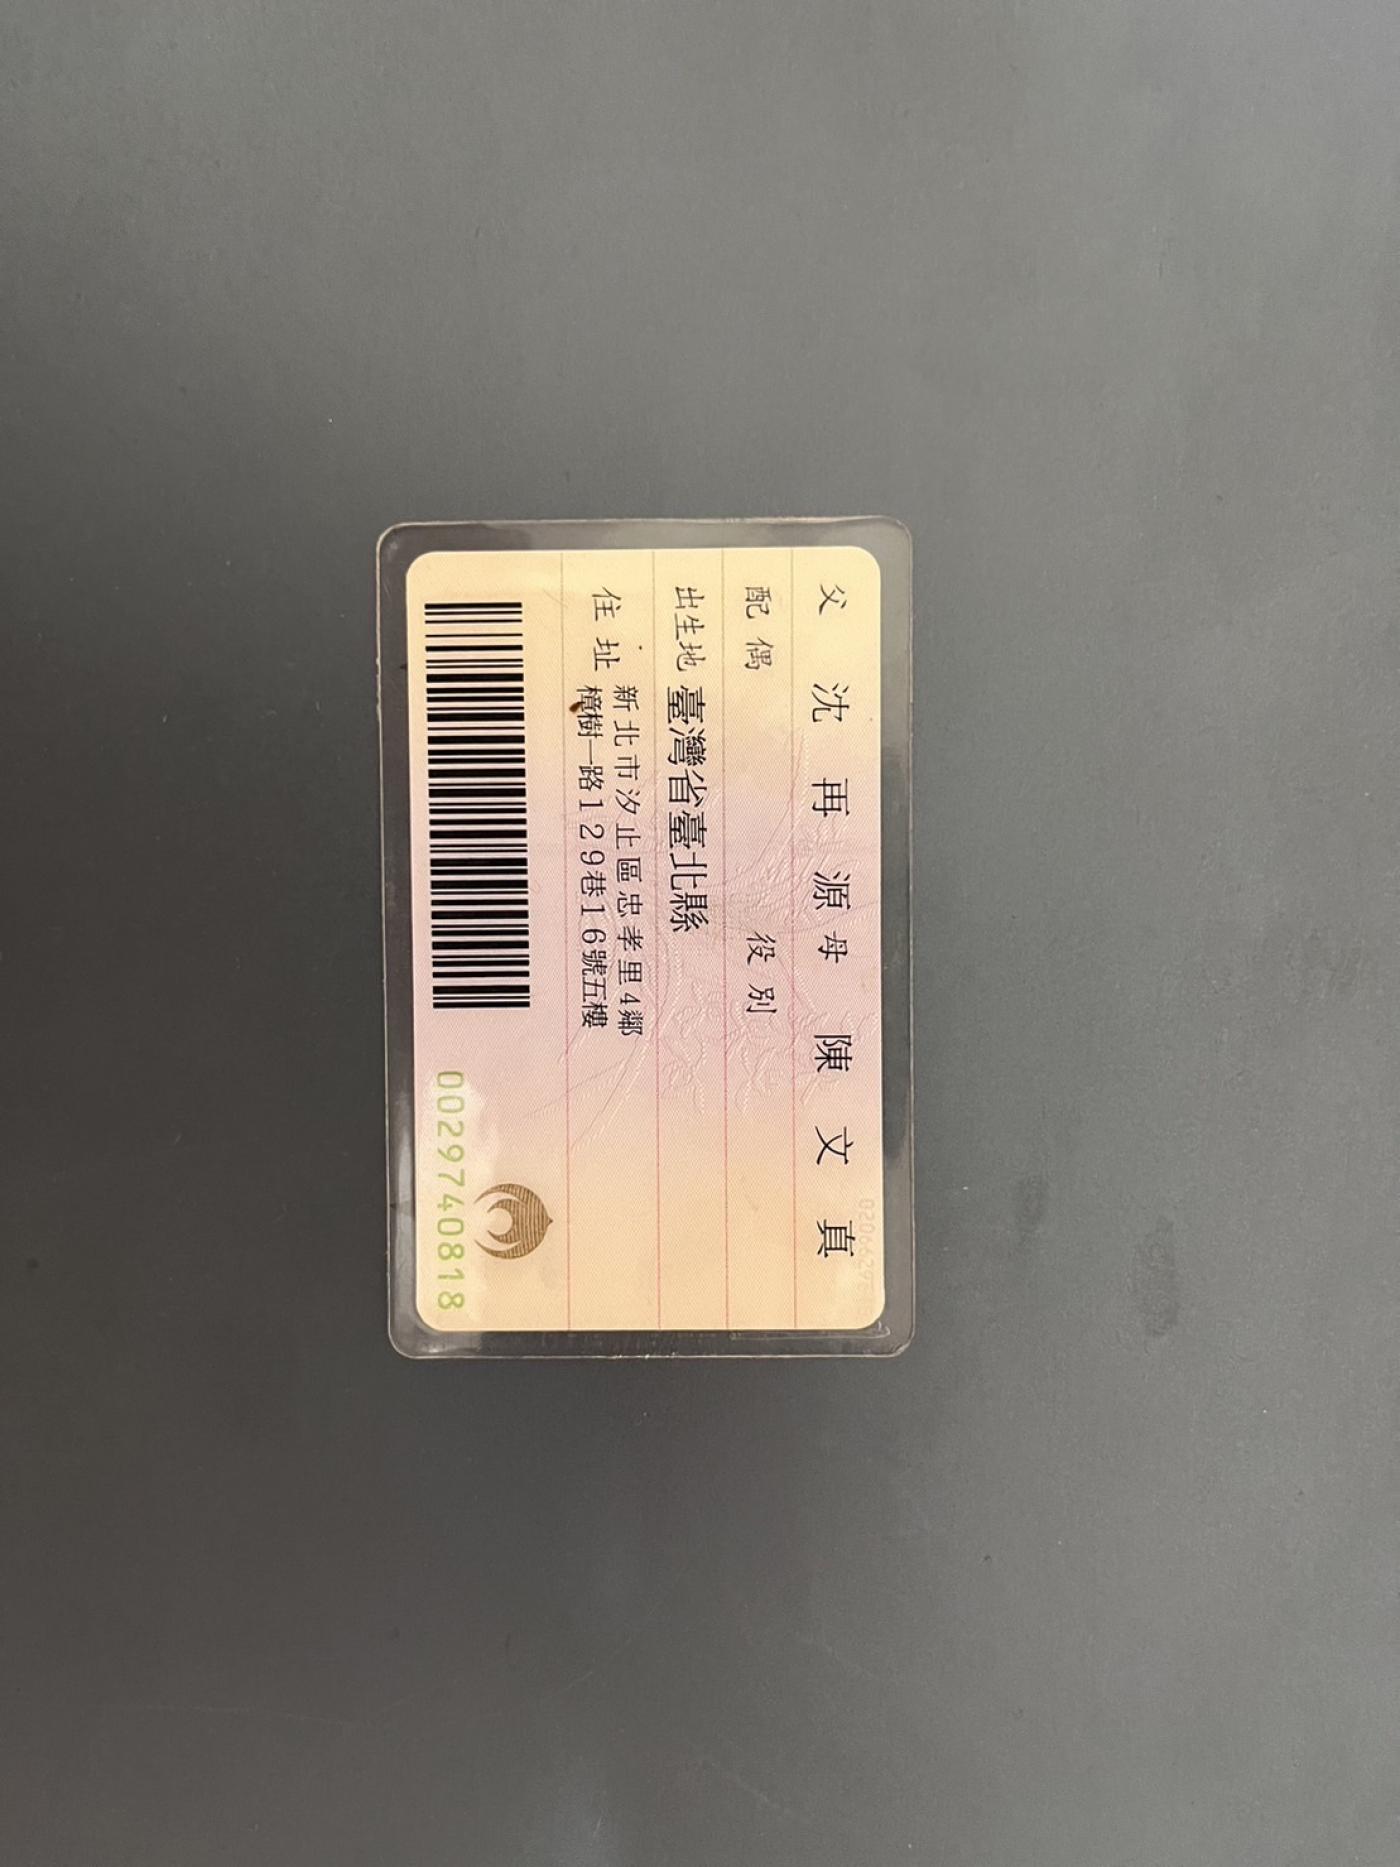 父 沈再源 母 陳文真
配偶 役別
出生地 臺灣省臺北縣
住址 新北市汐止區忠孝里4鄰
樟樹一路129巷16號五樓
0029740818